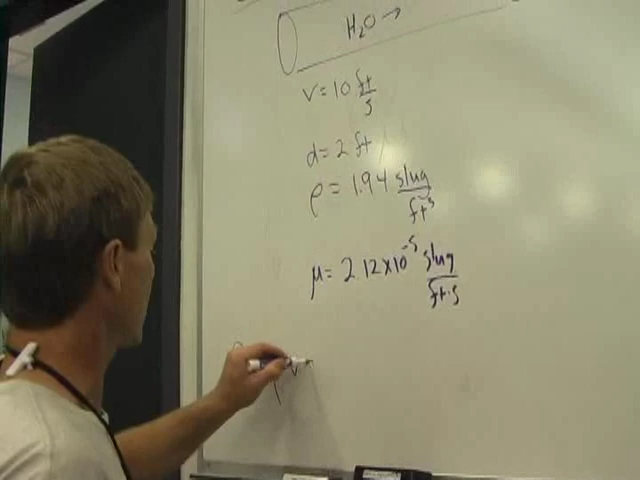 H₂O →
v = 10 ft/s
d = 2 ft
ρ = 1.94 slug/ft³
μ = 2.12 x 10⁻⁵ slug/ft·s
ρ v